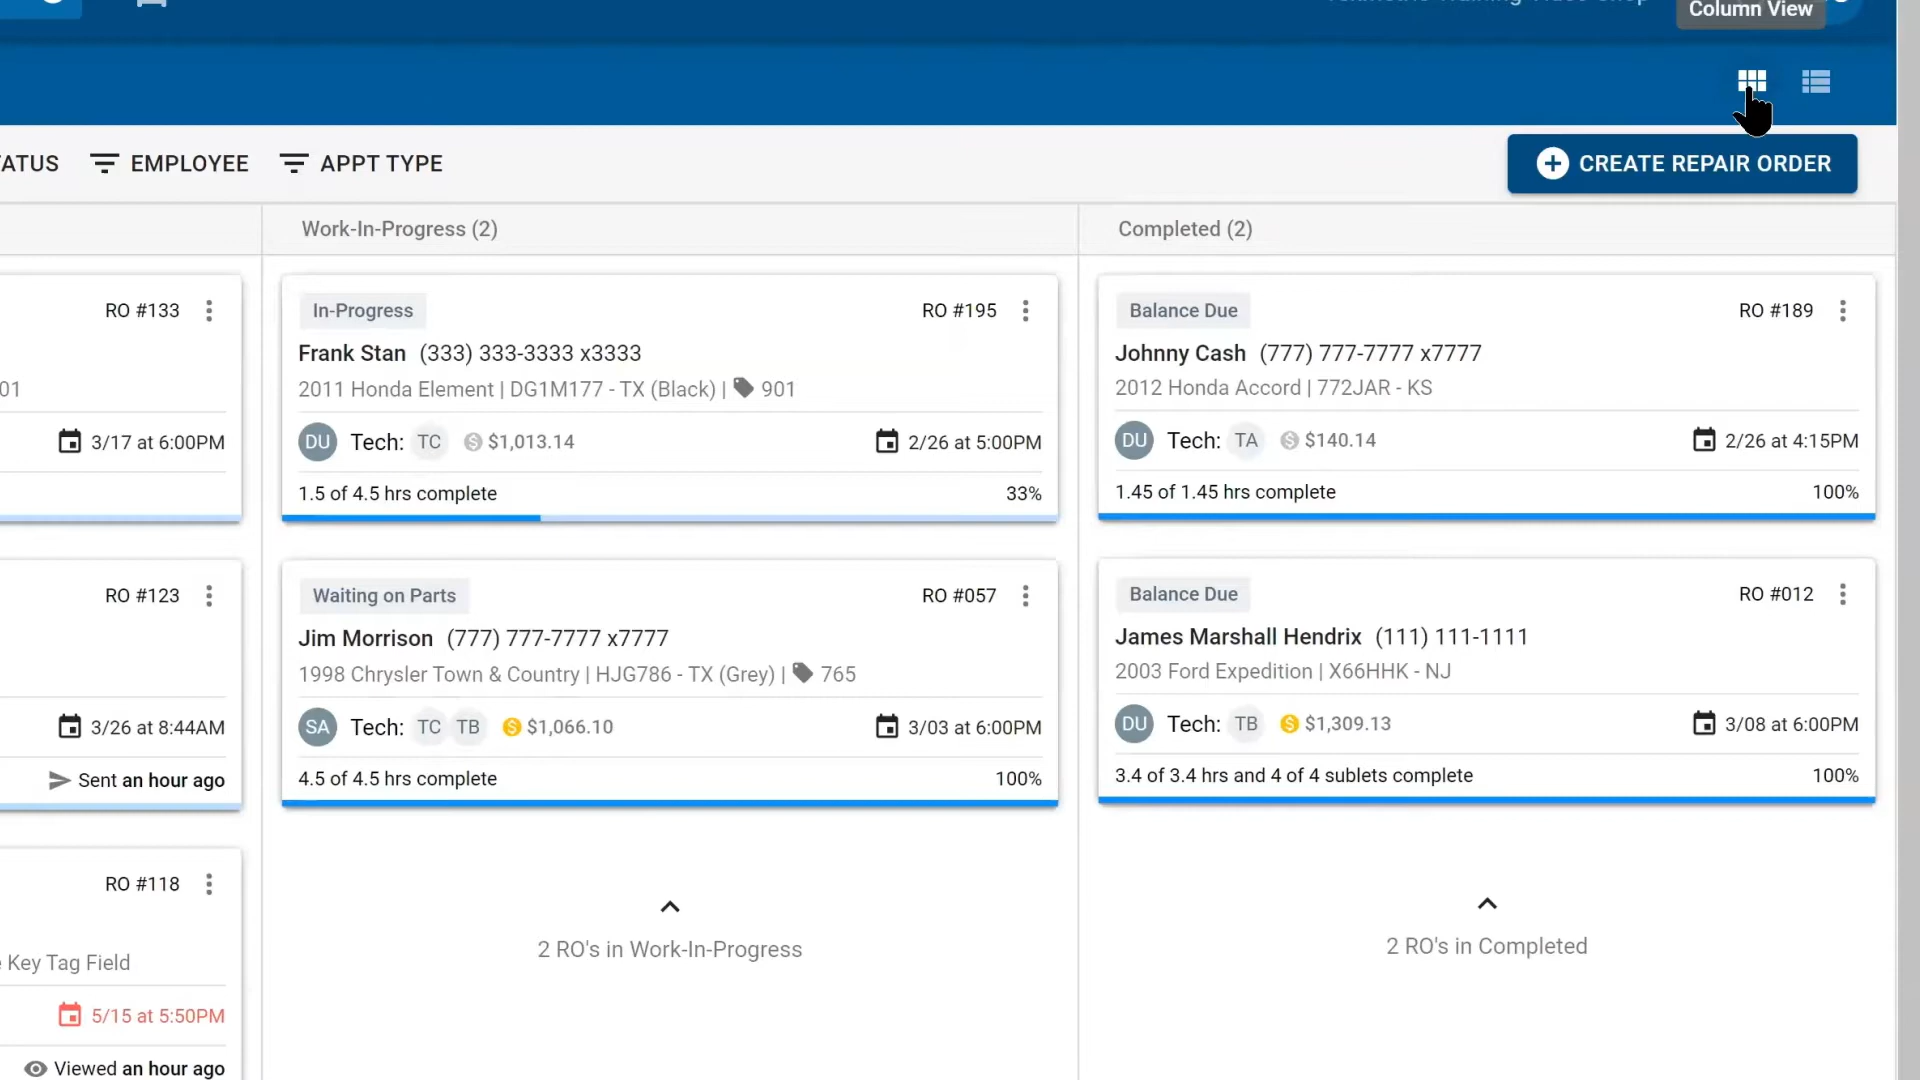 Column View
EMPLOYEE
APPT TYPE
CREATE REPAIR ORDER
Work-In-Progress (2)
Completed (2)
RO #133
01
3/17 at 6:00PM
RO #123
3/26 at 8:44AM
Sent an hour ago
RO #118
Key Tag Field
5/15 at 5:50PM
Viewed an hour ago
In-Progress
RO #195
Frank Stan (333) 333-3333 x3333
2011 Honda Element | DG1M177 - TX (Black) | 901
DU Tech: TC $1,013.14
2/26 at 5:00PM
1.5 of 4.5 hrs complete
33%
Waiting on Parts
RO #057
Jim Morrison (777) 777-7777 x7777
1998 Chrysler Town & Country | HJG786 - TX (Grey) | 765
SA Tech: TC TB $1,066.10
3/03 at 6:00PM
4.5 of 4.5 hrs complete
100%
2 RO's in Work-In-Progress
Balance Due
RO #189
Johnny Cash (777) 777-7777 x7777
2012 Honda Accord | 772JAR - KS
DU Tech: TA $140.14
2/26 at 4:15PM
1.45 of 1.45 hrs complete
100%
Balance Due
RO #012
James Marshall Hendrix (111) 111-1111
2003 Ford Expedition | X66HHK - NJ
DU Tech: TB $1,309.13
3/08 at 6:00PM
3.4 of 3.4 hrs and 4 of 4 sublets complete
100%
2 RO's in Completed